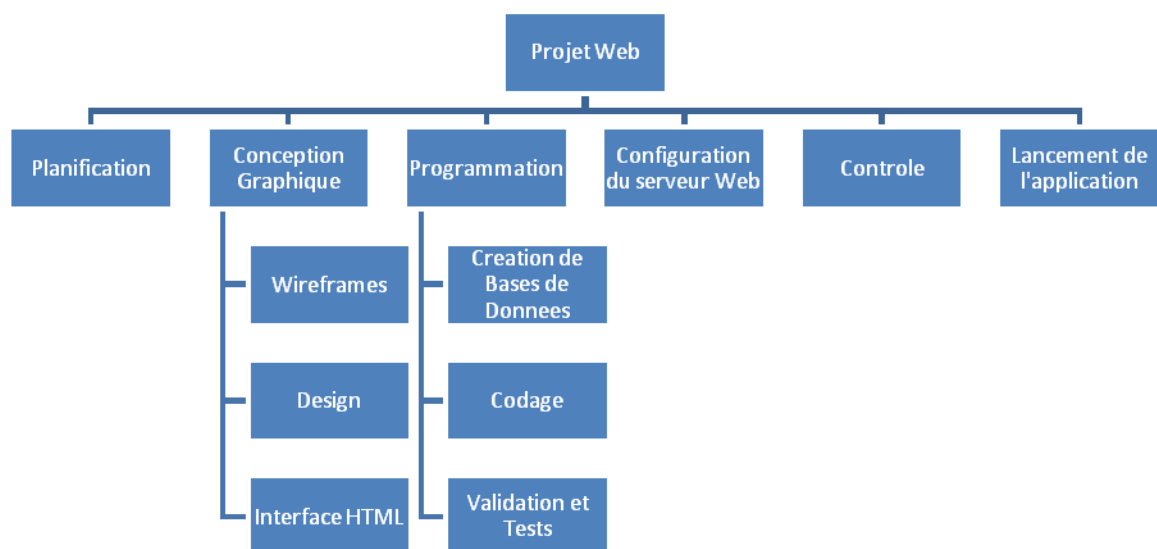 Projet Web
Planification
Conception
Graphique
Programmation
Configuration
du serveur Web
Controle
Lancement de
l'application
Wireframes
Creation de
Bases de
Donnees
Design
Codage
Interface HTML
Validation et
Tests